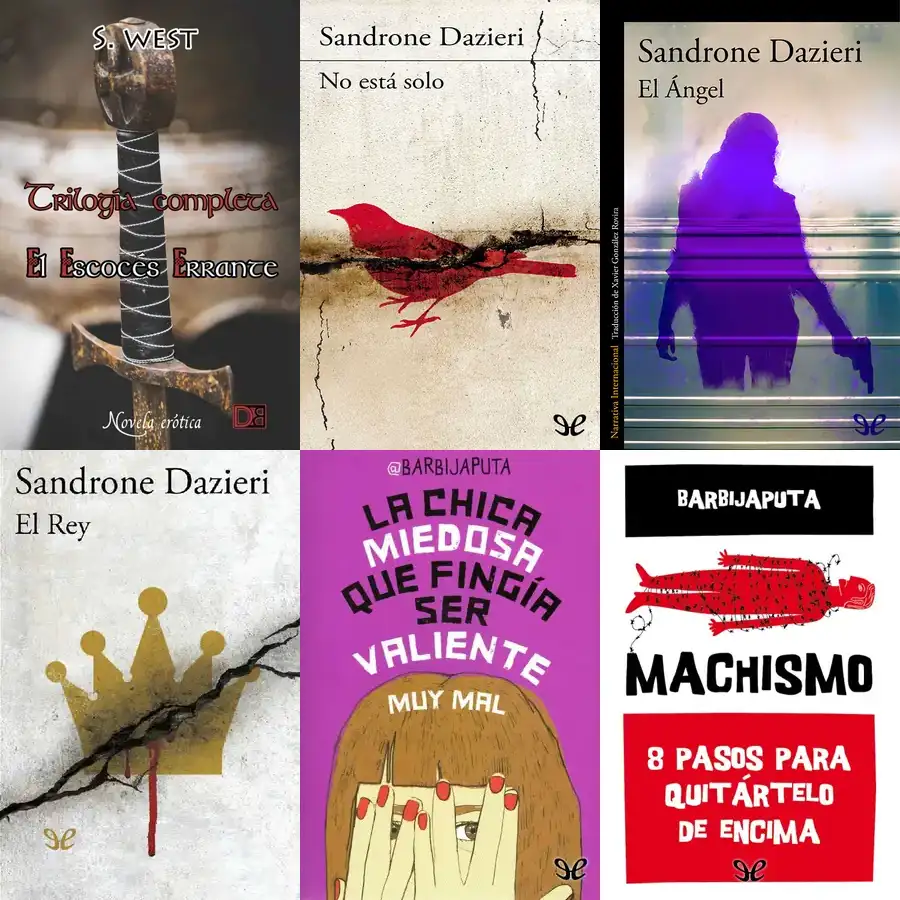 S. WEST
Trilogía completa
El Escocés Errante
Novela erótica
DB
Sandrone Dazieri
No está solo
Sandrone Dazieri
El Ángel
Narrativa Internacional Traducción de Xavier González Rovira
Sandrone Dazieri
El Rey
@BARBIJAPUTA
LA CHICA
MIEDOSA
QUE FINGÍA
SER
VALIENTE
MUY MAL
BARBIJAPUTA
MACHISMO
8 PASOS PARA
QUITÁRTELO
DE ENCIMA